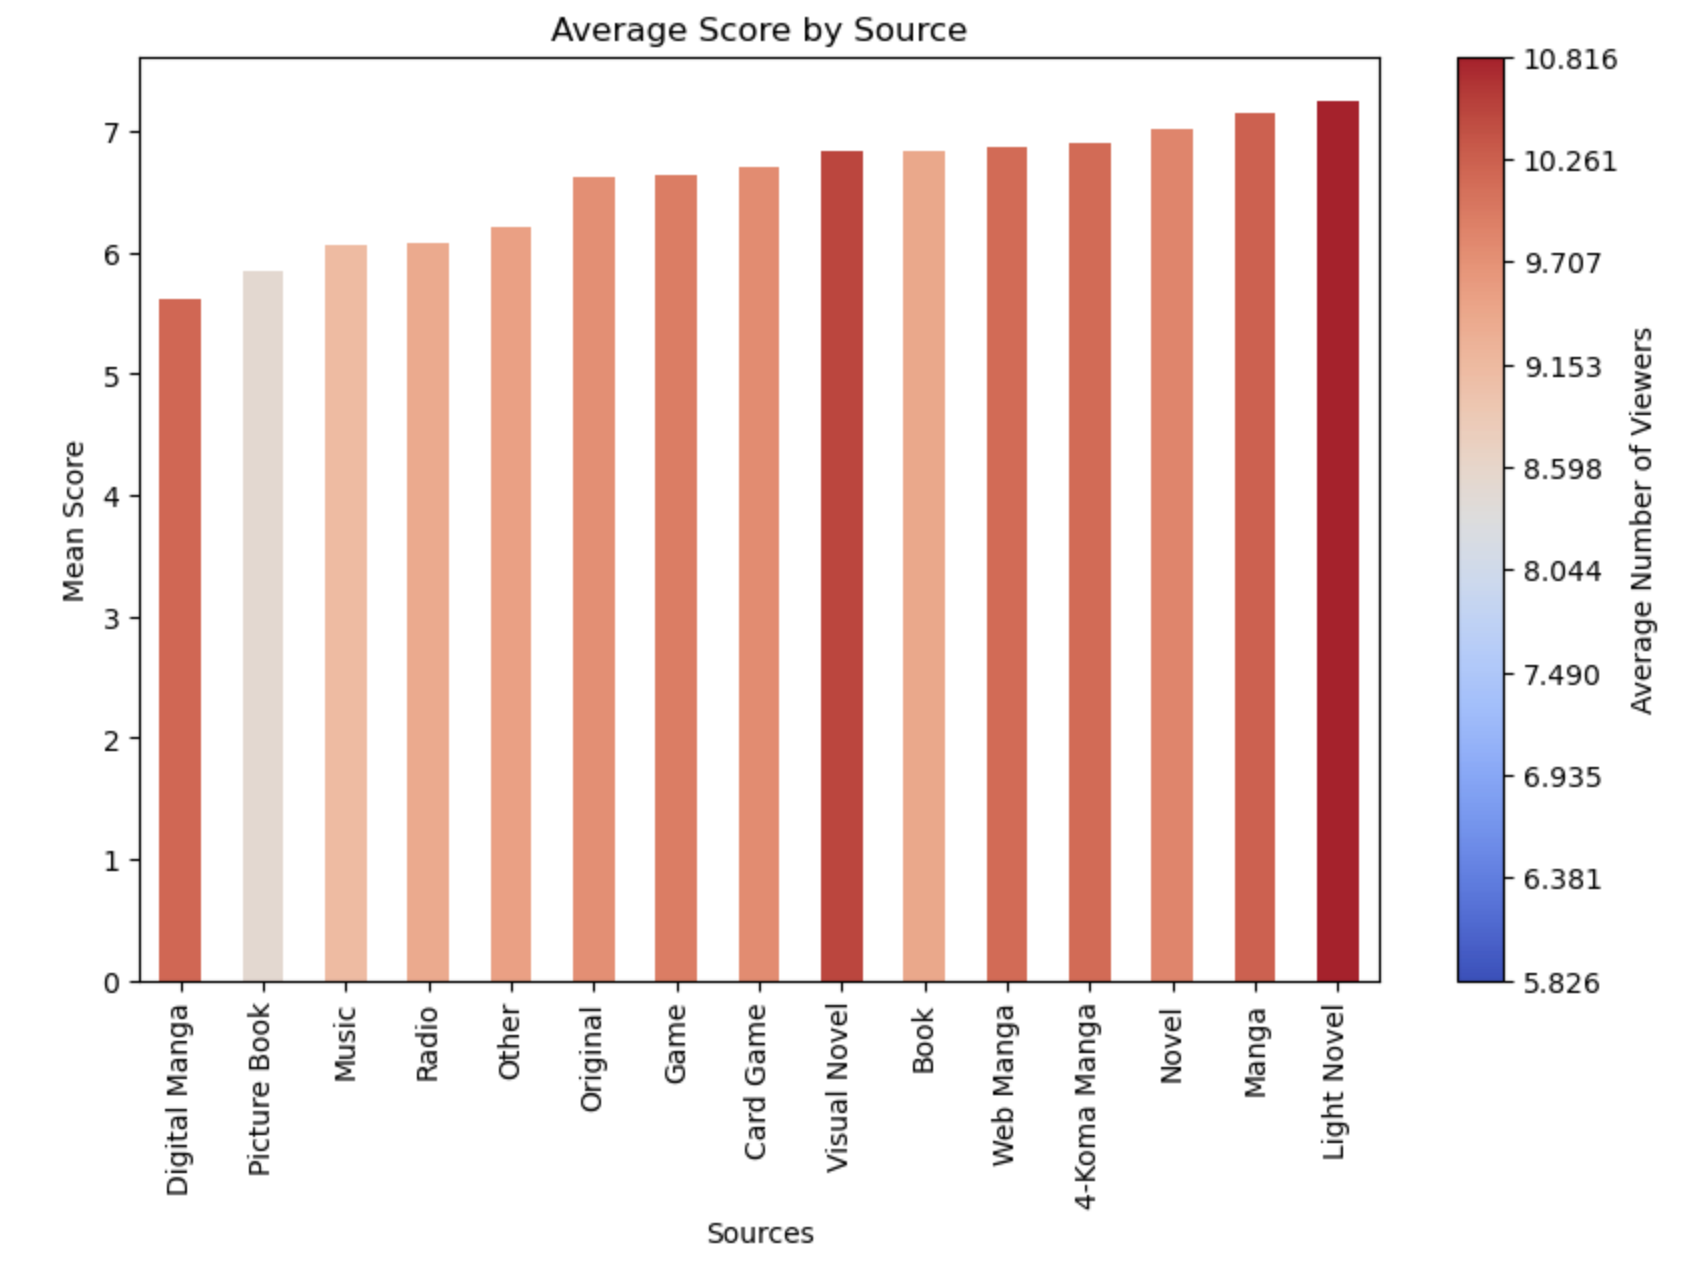 Average Score by Source
Mean Score
7
6
5
4
3
2
1
0
Digital Manga
Picture Book
Music
Radio
Other
Original
Game
Card Game
Visual Novel
Book
Web Manga
4-Koma Manga
Novel
Manga
Light Novel
Sources
10.816
10.261
9.707
9.153
8.598
8.044
7.490
6.935
6.381
5.826
Average Number of Viewers